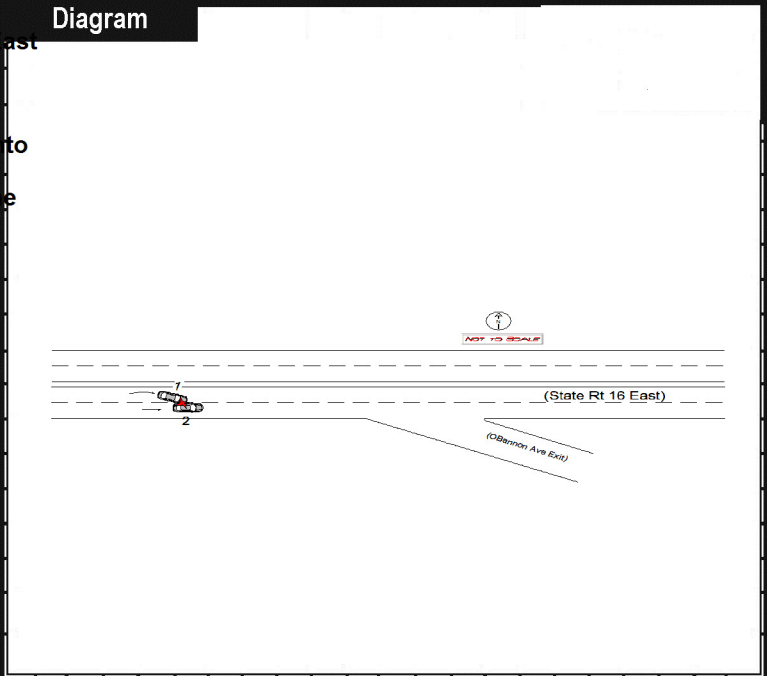 Diagram
ast
to
e
N
NOT TO SCALE
1
(State Rt 16 East)
2
(OBannon Ave Exit)